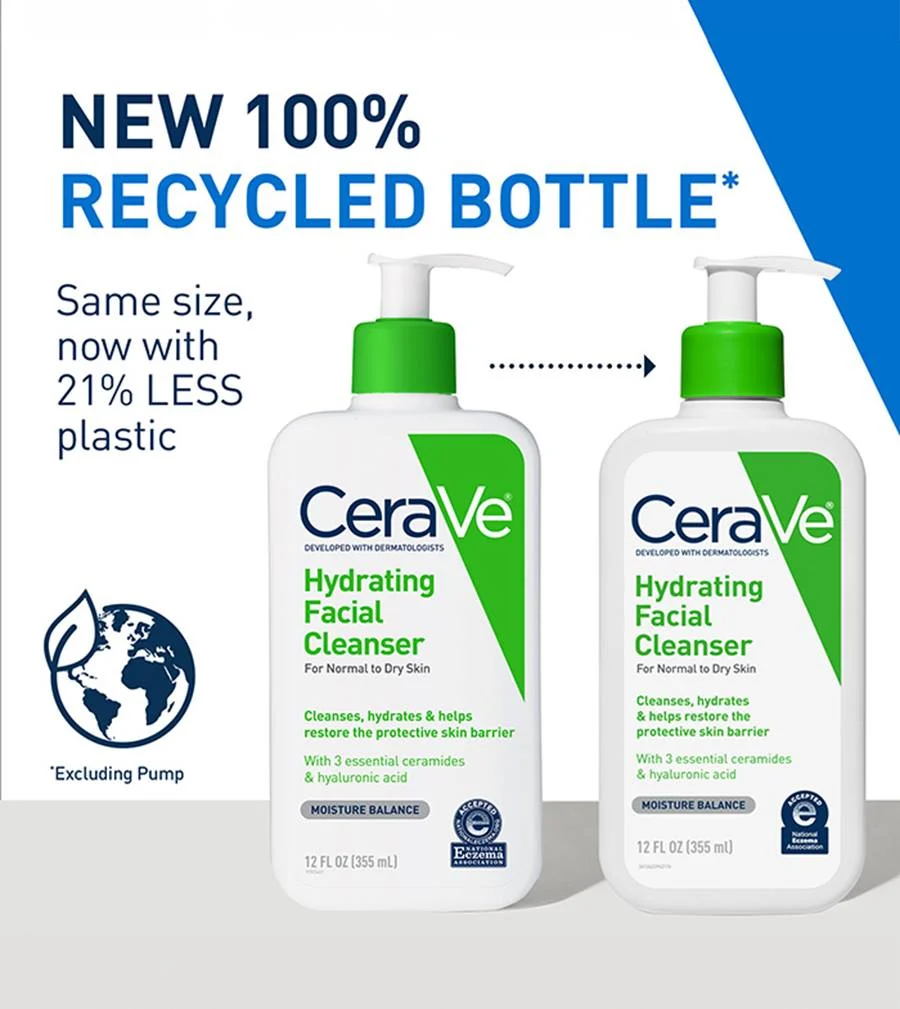 NEW 100%
RECYCLED BOTTLE*
Same size,
now with
21% LESS
plastic
*Excluding Pump
CeraVe®
DEVELOPED WITH DERMATOLOGISTS
Hydrating
Facial
Cleanser
For Normal to Dry Skin
Cleanses, hydrates & helps
restore the protective skin barrier
With 3 essential ceramides
& hyaluronic acid
MOISTURE BALANCE
12 FL OZ (355 mL)
ACCEPTED
e
NATIONALECZEMA.ORG
NATIONAL
Eczema
ASSOCIATION
CeraVe®
DEVELOPED WITH DERMATOLOGISTS
Hydrating
Facial
Cleanser
For Normal to Dry Skin
Cleanses, hydrates
& helps restore the
protective skin barrier
With 3 essential ceramides
& hyaluronic acid
MOISTURE BALANCE
12 FL OZ (355 mL)
ACCEPTED
e
National
Eczema
Association